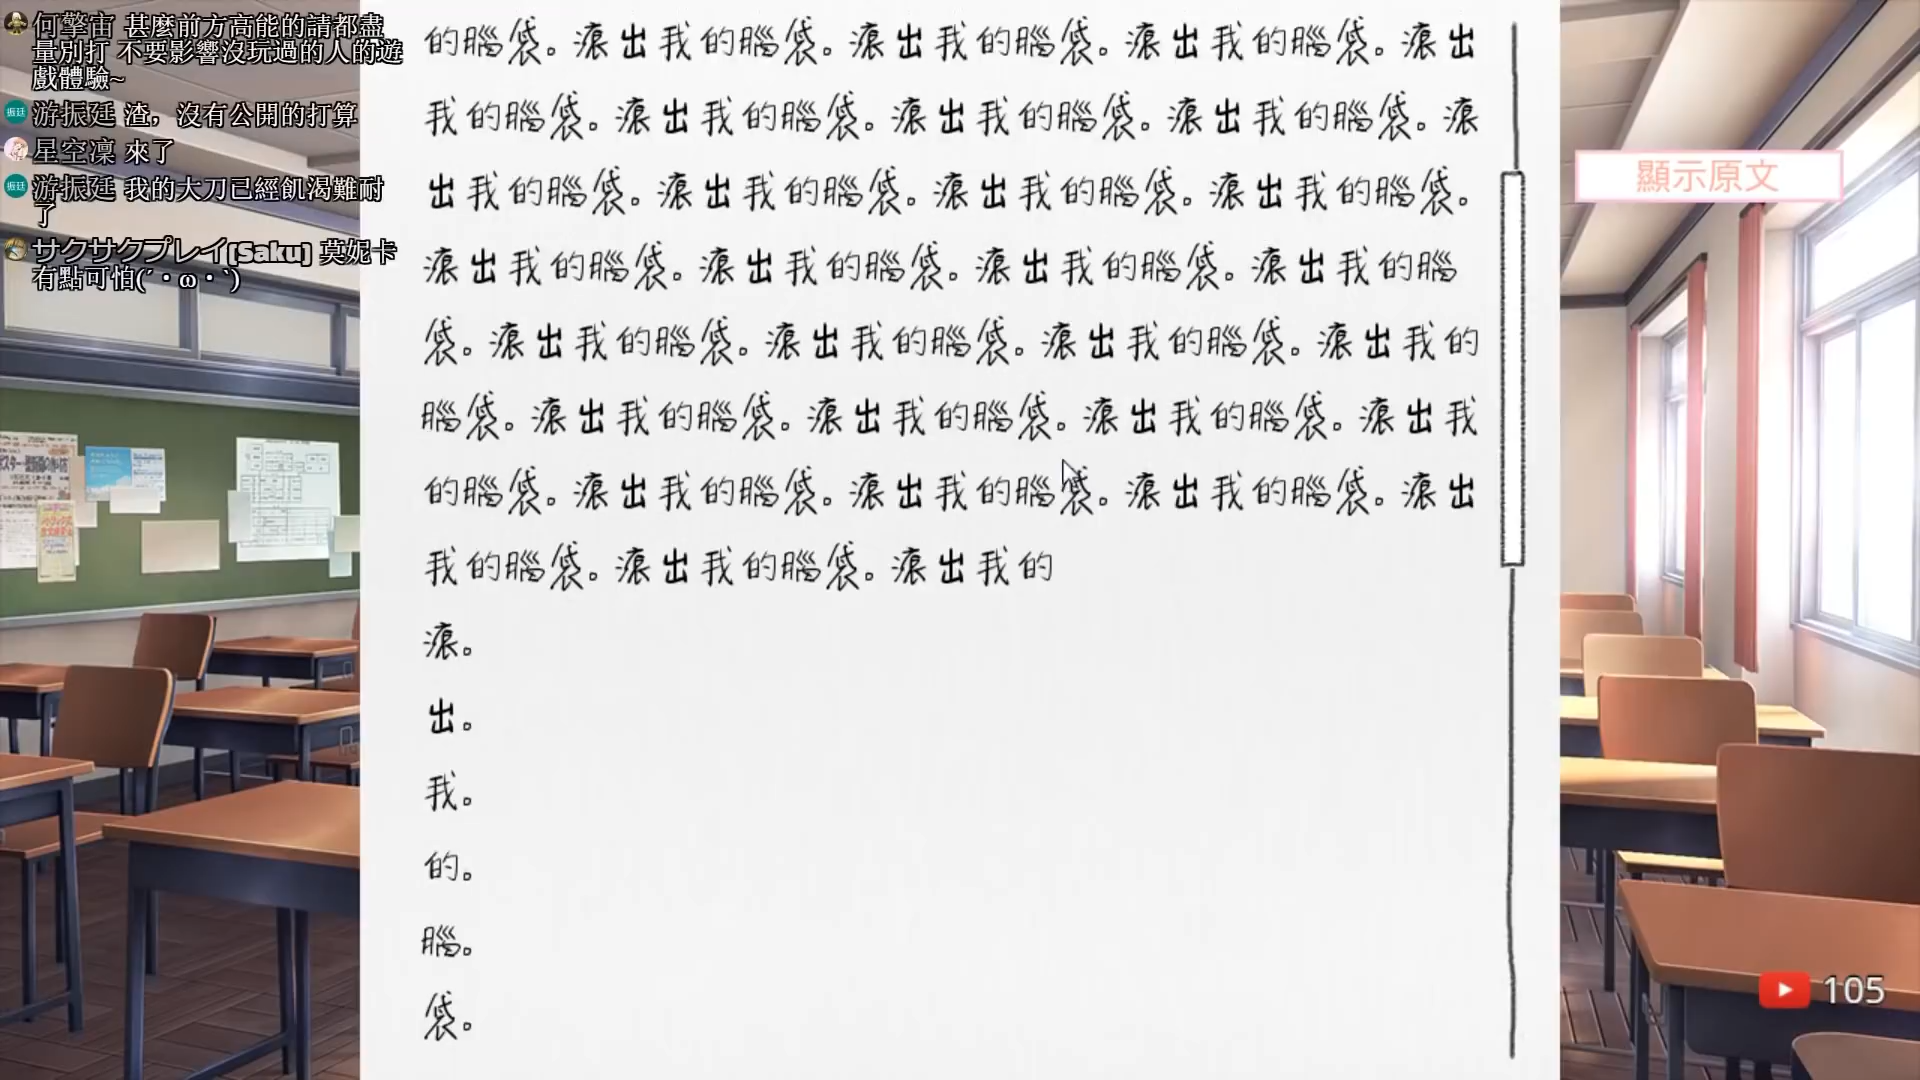 何擎宙 甚麼前方高能的請都盡
量別打 不要影響沒玩過的人的遊
戲體驗~
游振廷 渣，沒有公開的打算
星空凜 來了
游振廷 我的大刀已經飢渴難耐
了
サクサクプレイ[Saku] 莫妮卡
有點可怕(´・ω・`)
的腦袋。滾出我的腦袋。滾出我的腦袋。滾出我的腦袋。滾出
我的腦袋。滾出我的腦袋。滾出我的腦袋。滾出我的腦袋。滾
出我的腦袋。滾出我的腦袋。滾出我的腦袋。滾出我的腦袋。
滾出我的腦袋。滾出我的腦袋。滾出我的腦袋。滾出我的腦
袋。滾出我的腦袋。滾出我的腦袋。滾出我的腦袋。滾出我的
腦袋。滾出我的腦袋。滾出我的腦袋。滾出我的腦袋。滾出我
的腦袋。滾出我的腦袋。滾出我的腦袋。滾出我的腦袋。滾出
我的腦袋。滾出我的腦袋。滾出我的
滾。
出。
我。
的。
腦。
袋。
顯示原文
105